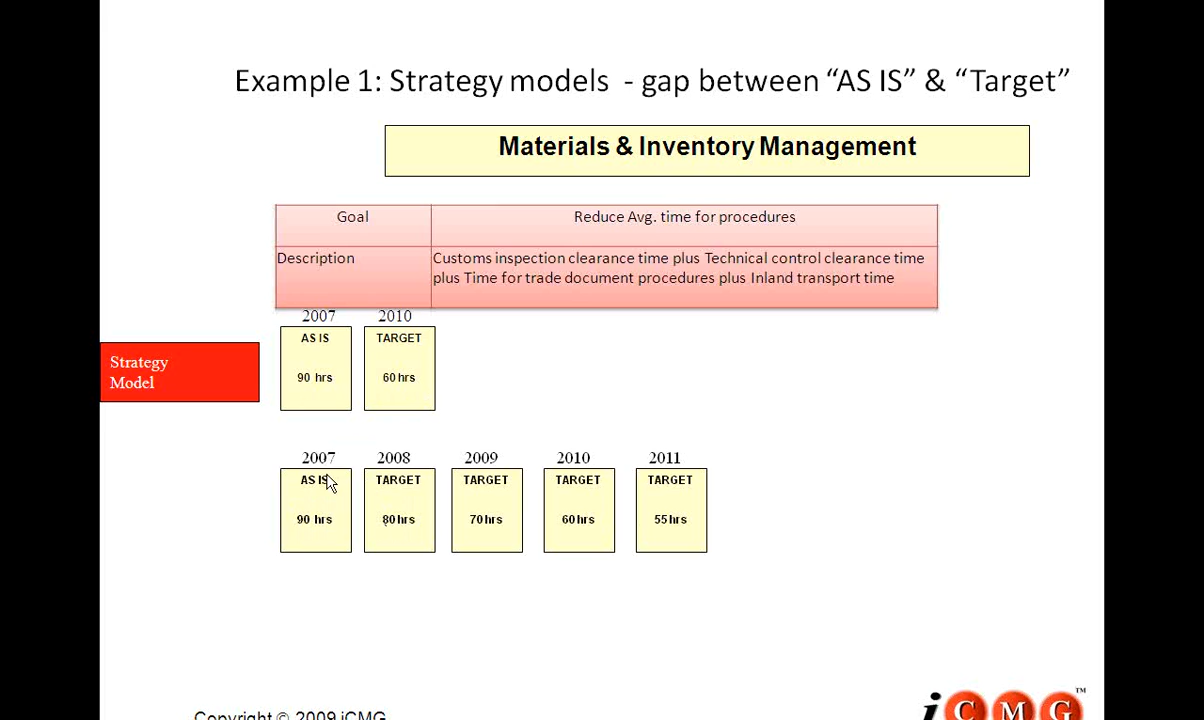 Example 1: Strategy models - gap between “AS IS” & “Target”
Materials & Inventory Management
Goal Reduce Avg. time for procedures
Description Customs inspection clearance time plus Technical control clearance time
plus Time for trade document procedures plus Inland transport time
2007 2010
AS IS TARGET
Strategy
Model
90 hrs 60 hrs
2007 2008 2009 2010 2011
AS IS TARGET TARGET TARGET TARGET
90 hrs 80 hrs 70 hrs 60 hrs 55 hrs
Copyright © 2009 iCMG
iCMG™